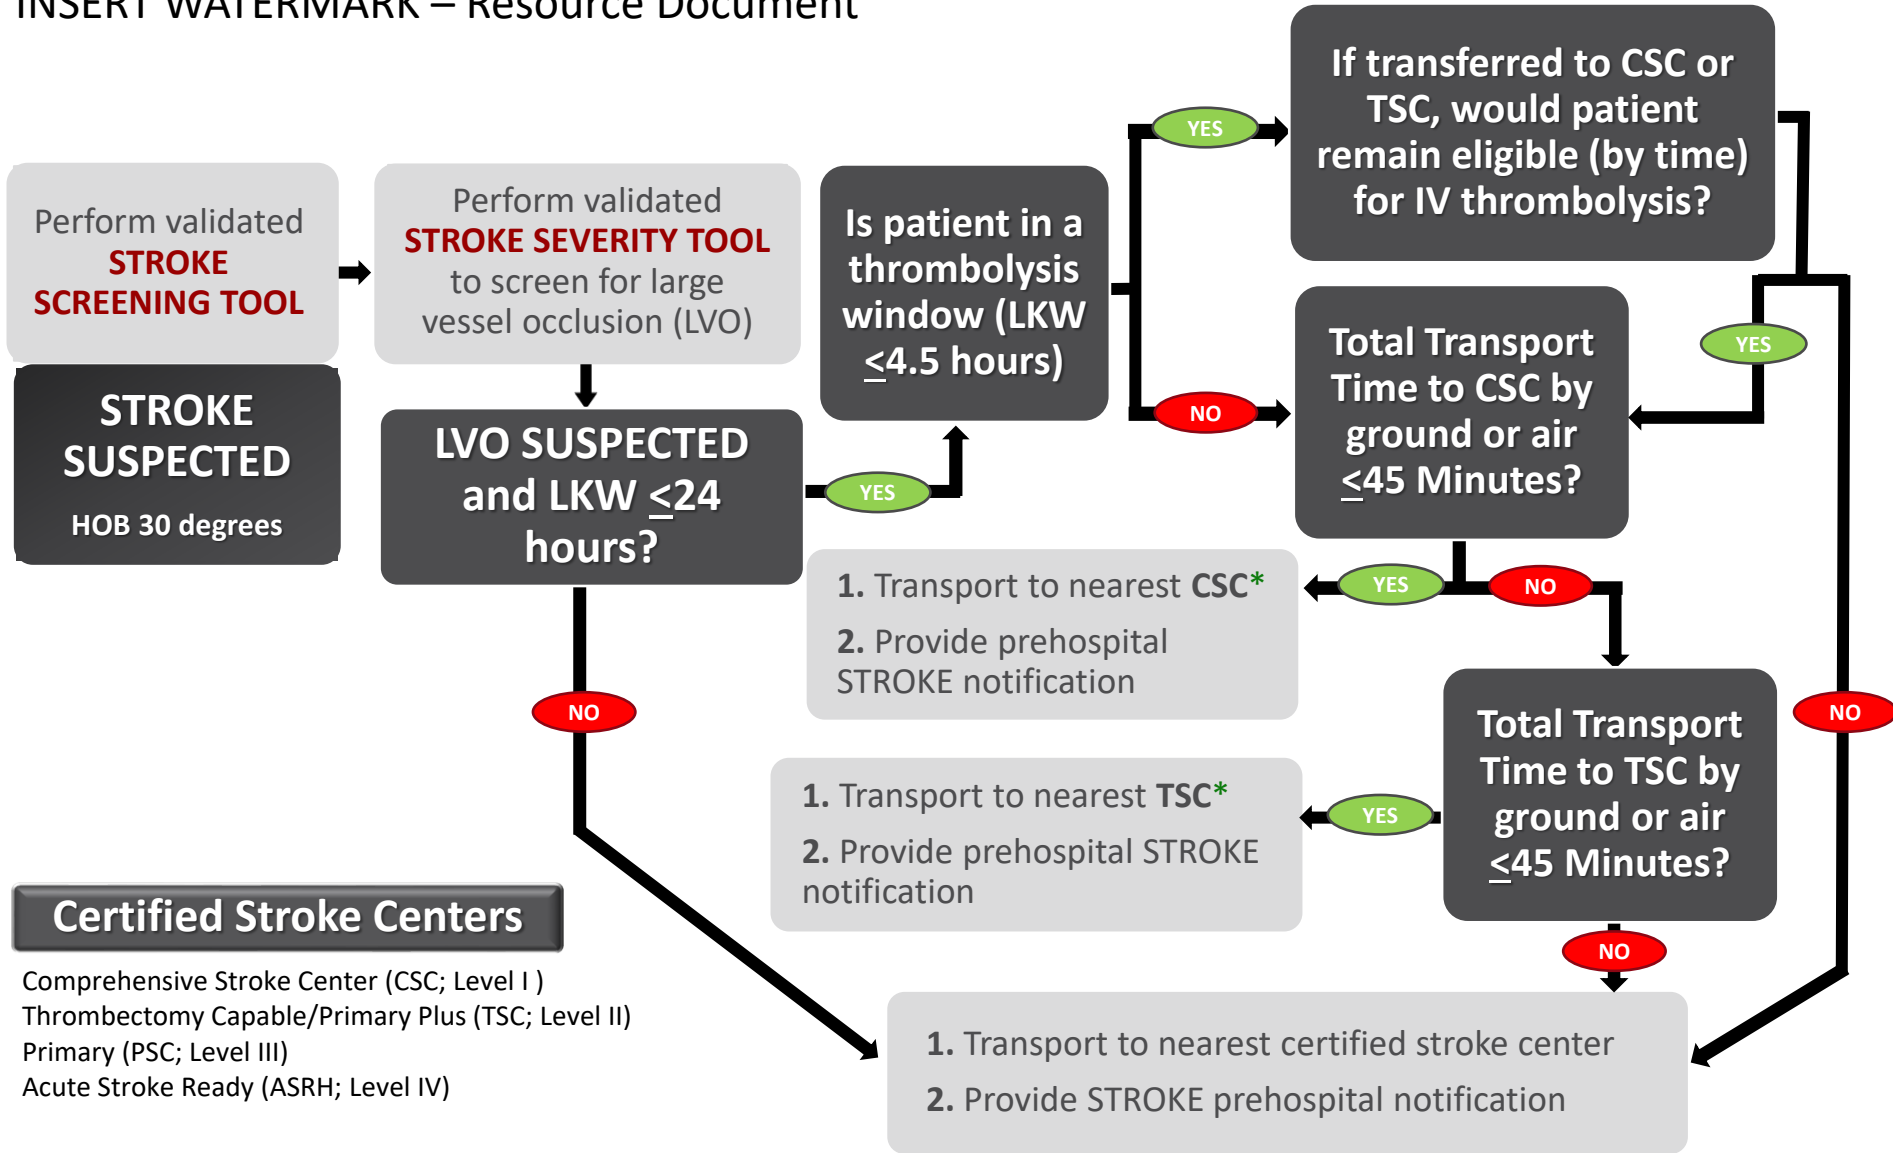 INSERT WATERMARK – Resource Document
Perform validated
STROKE
SCREENING TOOL
STROKE
SUSPECTED
HOB 30 degrees
Perform validated
STROKE SEVERITY TOOL
to screen for large
vessel occlusion (LVO)
LVO SUSPECTED
and LKW <24
hours?
YES
NO
Is patient in a
thrombolysis
window (LKW
<4.5 hours)
YES
NO
If transferred to CSC or
TSC, would patient
remain eligible (by time)
for IV thrombolysis?
YES
NO
Total Transport
Time to CSC by
ground or air
<45 Minutes?
YES
NO
1. Transport to nearest CSC*
2. Provide prehospital
STROKE notification
Total Transport
Time to TSC by
ground or air
<45 Minutes?
YES
NO
1. Transport to nearest TSC*
2. Provide prehospital STROKE
notification
1. Transport to nearest certified stroke center
2. Provide STROKE prehospital notification
Certified Stroke Centers
Comprehensive Stroke Center (CSC; Level I )
Thrombectomy Capable/Primary Plus (TSC; Level II)
Primary (PSC; Level III)
Acute Stroke Ready (ASRH; Level IV)